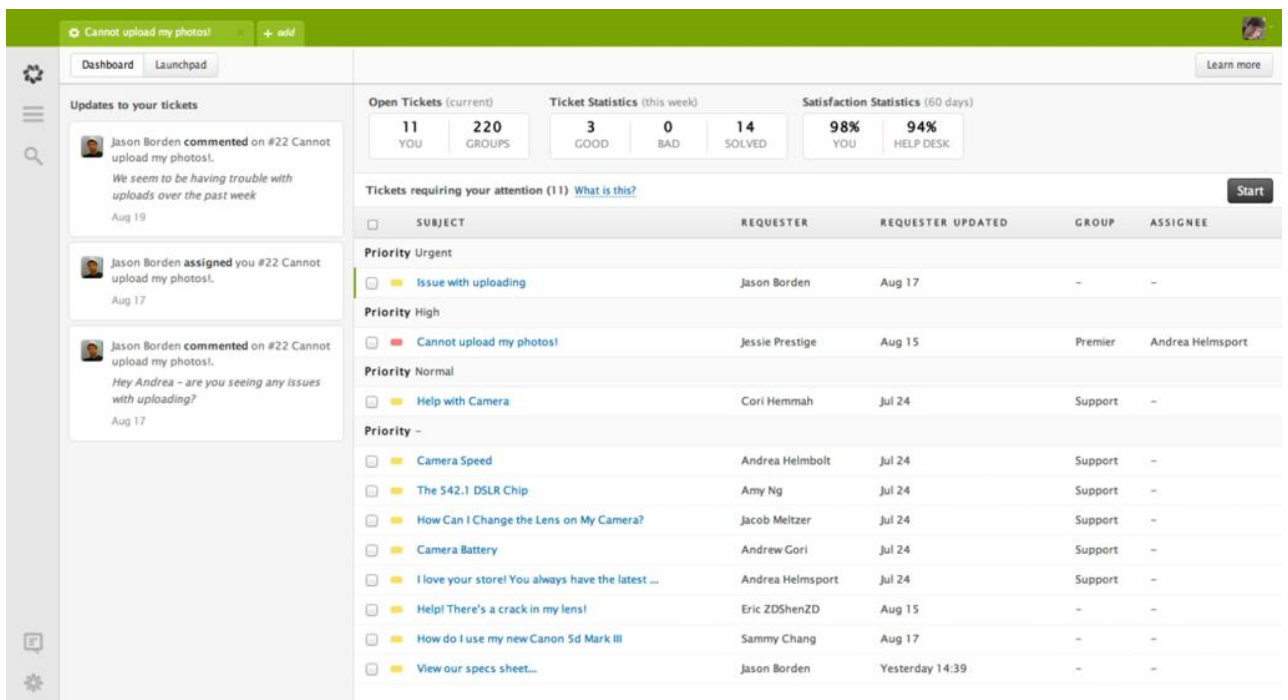 Cannot upload my photos! × + add
Dashboard Launchpad
Learn more
Updates to your tickets
Jason Borden commented on #22 Cannot
upload my photos!.
We seem to be having trouble with
uploads over the past week
Aug 19
Jason Borden assigned you #22 Cannot
upload my photos!.
Aug 17
Jason Borden commented on #22 Cannot
upload my photos!.
Hey Andrea – are you seeing any issues
with uploading?
Aug 17
Open Tickets (current) Ticket Statistics (this week) Satisfaction Statistics (60 days)
11 220 3 0 14 98% 94%
YOU GROUPS GOOD BAD SOLVED YOU HELP DESK
Tickets requiring your attention (11) What is this? Start
SUBJECT REQUESTER REQUESTER UPDATED GROUP ASSIGNEE
Priority Urgent
Issue with uploading Jason Borden Aug 17 – –
Priority High
Cannot upload my photos! Jessie Prestige Aug 15 Premier Andrea Helmsport
Priority Normal
Help with Camera Cori Hemmah Jul 24 Support –
Priority –
Camera Speed Andrea Helmbolt Jul 24 Support –
The 542.1 DSLR Chip Amy Ng Jul 24 Support –
How Can I Change the Lens on My Camera? Jacob Meltzer Jul 24 Support –
Camera Battery Andrew Gori Jul 24 Support –
I love your store! You always have the latest ... Andrea Helmsport Jul 24 Support –
Help! There's a crack in my lens! Eric ZDShenZD Aug 15 – –
How do I use my new Canon 5d Mark III Sammy Chang Aug 17 – –
View our specs sheet... Jason Borden Yesterday 14:39 – –